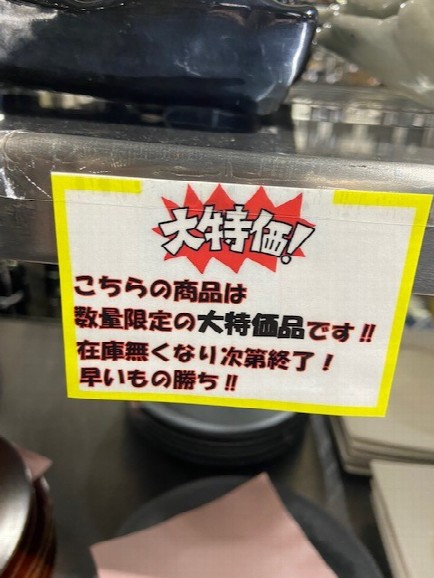 大特価!
こちらの商品は
数量限定の大特価品です!!
在庫無くなり次第終了!
早いもの勝ち!!